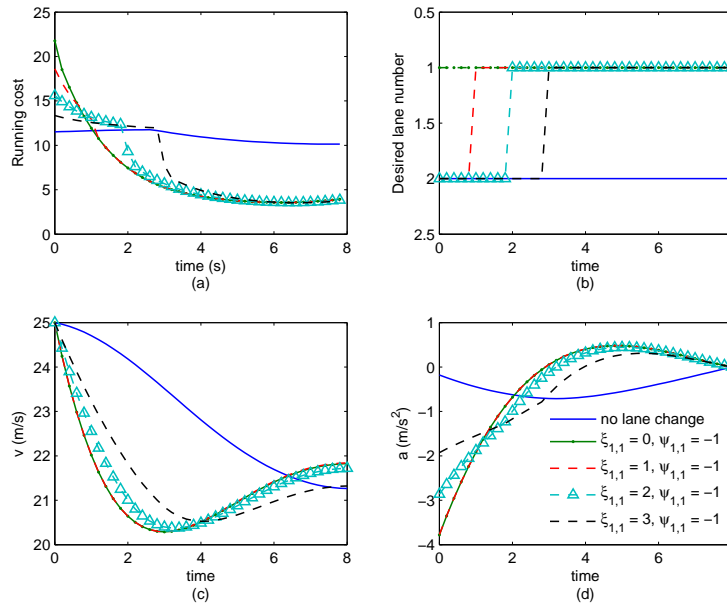 25
20
15
10
5
0
Running cost
0 2 4 6 8
time (s)
(a)
0.5
1
1.5
2
2.5
Desired lane number
0 2 4 6
time
(b)
25
24
23
22
21
20
v (m/s)
0 2 4 6 8
time
(c)
1
0
−1
−2
−3
−4
a (m/s²)
0 2 4 6
time
(d)
no lane change
ξ1,1 = 0, ψ1,1 = −1
ξ1,1 = 1, ψ1,1 = −1
ξ1,1 = 2, ψ1,1 = −1
ξ1,1 = 3, ψ1,1 = −1